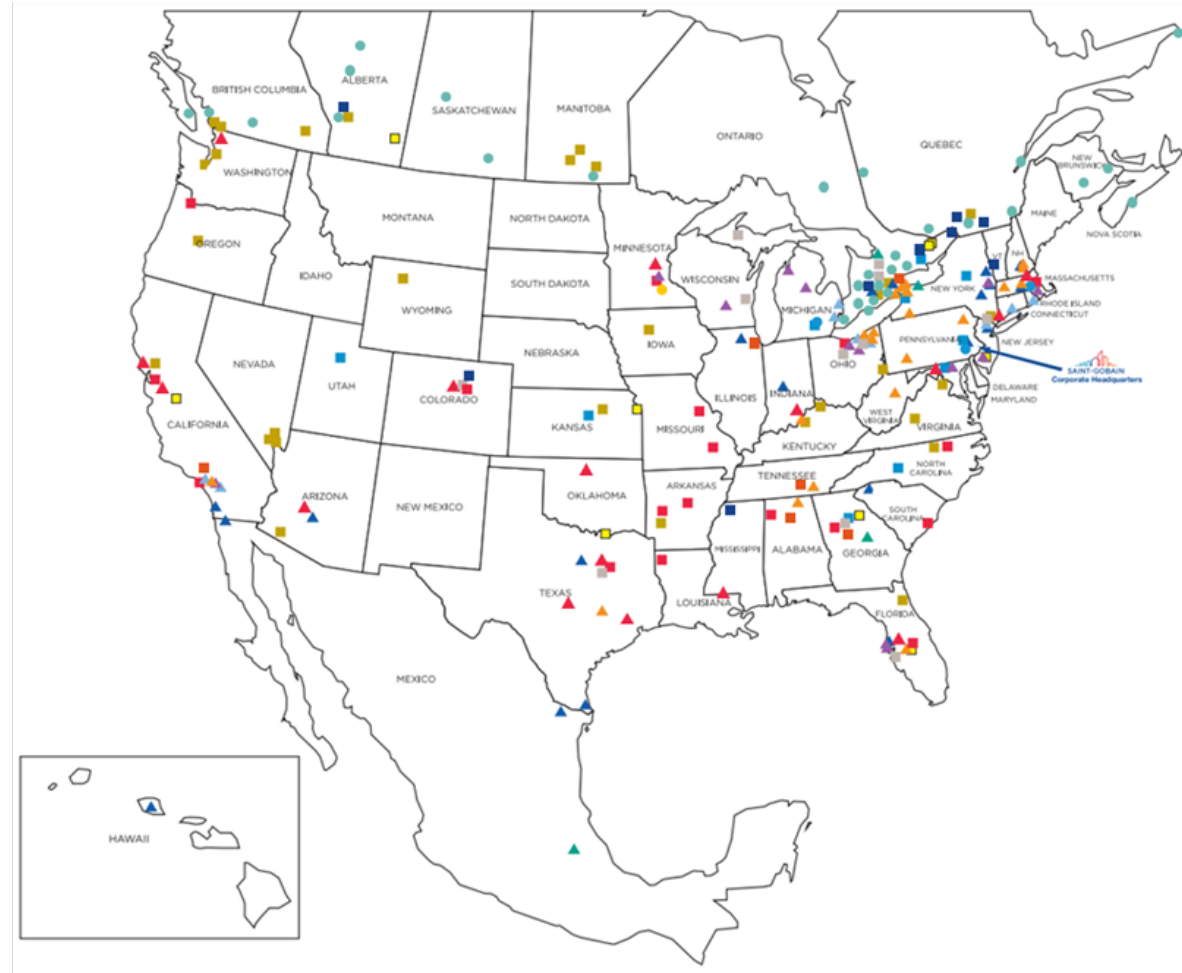 BRITISH COLUMBIA
ALBERTA
SASKATCHEWAN
MANITOBA
ONTARIO
QUEBEC
NEW
BRUNSWICK
NOVA SCOTIA
MAINE
WASHINGTON
MONTANA
NORTH DAKOTA
MINNESOTA
OREGON
IDAHO
SOUTH DAKOTA
WISCONSIN
MICHIGAN
VT
NH
NEW YORK
MASSACHUSETTS
RHODE ISLAND
CONNECTICUT
WYOMING
IOWA
NEBRASKA
NEVADA
UTAH
COLORADO
CALIFORNIA
KANSAS
MISSOURI
ILLINOIS
INDIANA
OHIO
PENNSYLVANIA
NEW JERSEY
SAINT-GOBAIN
Corporate Headquarters
DELAWARE
MARYLAND
WEST
VIRGINIA
VIRGINIA
KENTUCKY
NORTH
CAROLINA
TENNESSEE
ARIZONA
NEW MEXICO
OKLAHOMA
ARKANSAS
SOUTH
CAROLINA
MISSISSIPPI
ALABAMA
GEORGIA
TEXAS
LOUISIANA
FLORIDA
MEXICO
HAWAII